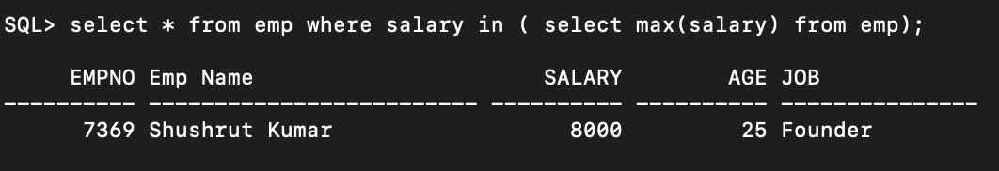 SQL> select * from emp where salary in ( select max(salary) from emp);
EMPNO Emp Name SALARY AGE JOB
---------- ------------------------- ---------- ---------- ---------------
7369 Shushrut Kumar 8000 25 Founder